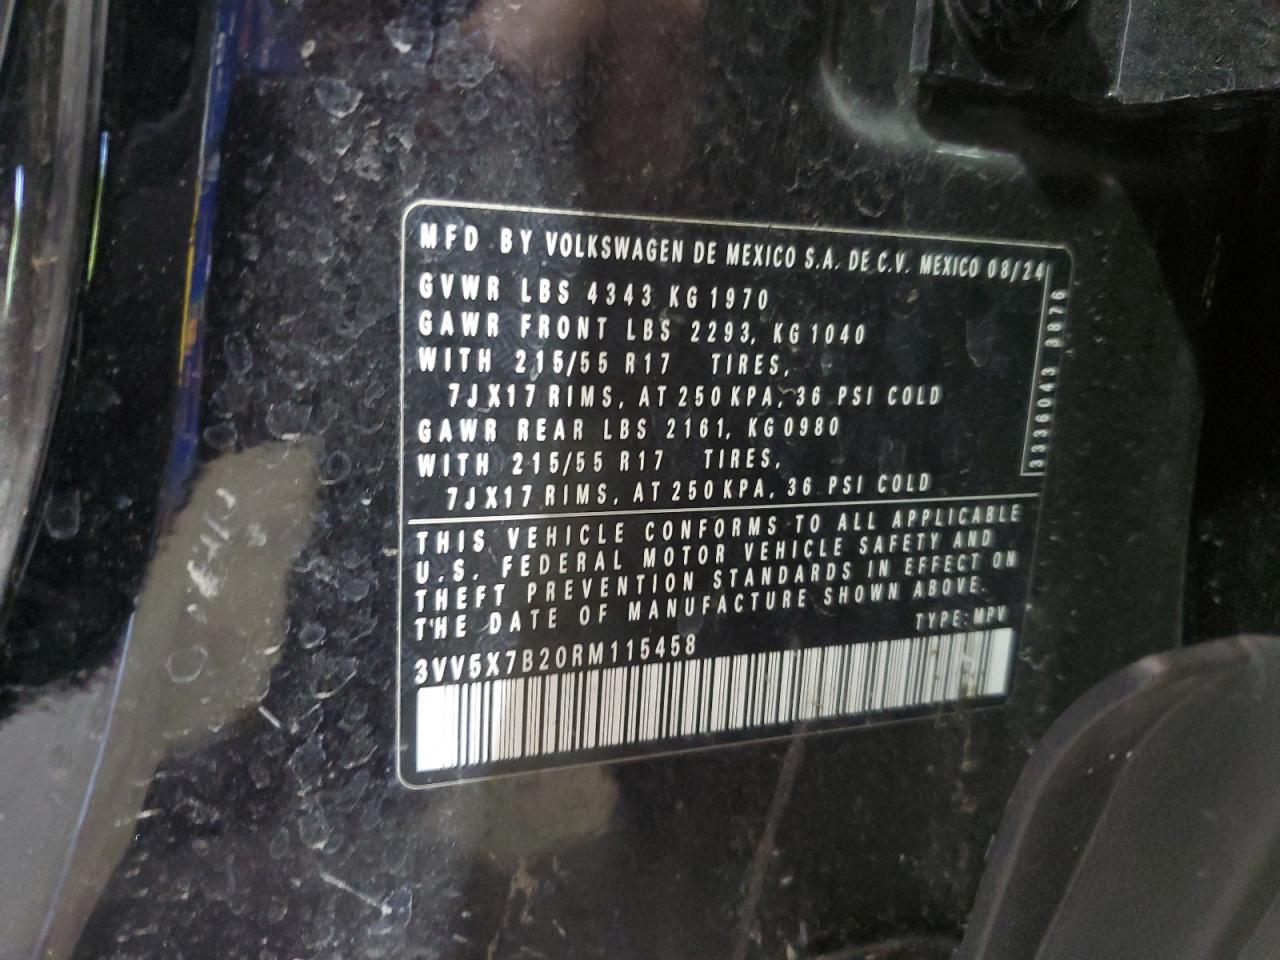 MFD BY VOLKSWAGEN DE MEXICO S.A. DE C.V. MEXICO 08/24
GVWR LBS 4343 KG 1970
GAWR FRONT LBS 2293, KG 1040
WITH 215/55 R17 TIRES,
7JX17 RIMS, AT 250 KPA, 36 PSI COLD
GAWR REAR LBS 2161, KG 0980
WITH 215/55 R17 TIRES,
7JX17 RIMS, AT 250 KPA, 36 PSI COLD
3336043 3876
THIS VEHICLE CONFORMS TO ALL APPLICABLE
U.S. FEDERAL MOTOR VEHICLE SAFETY AND
THEFT PREVENTION STANDARDS IN EFFECT ON
THE DATE OF MANUFACTURE SHOWN ABOVE.
TYPE: MPV
3VV5X7B20RM115458